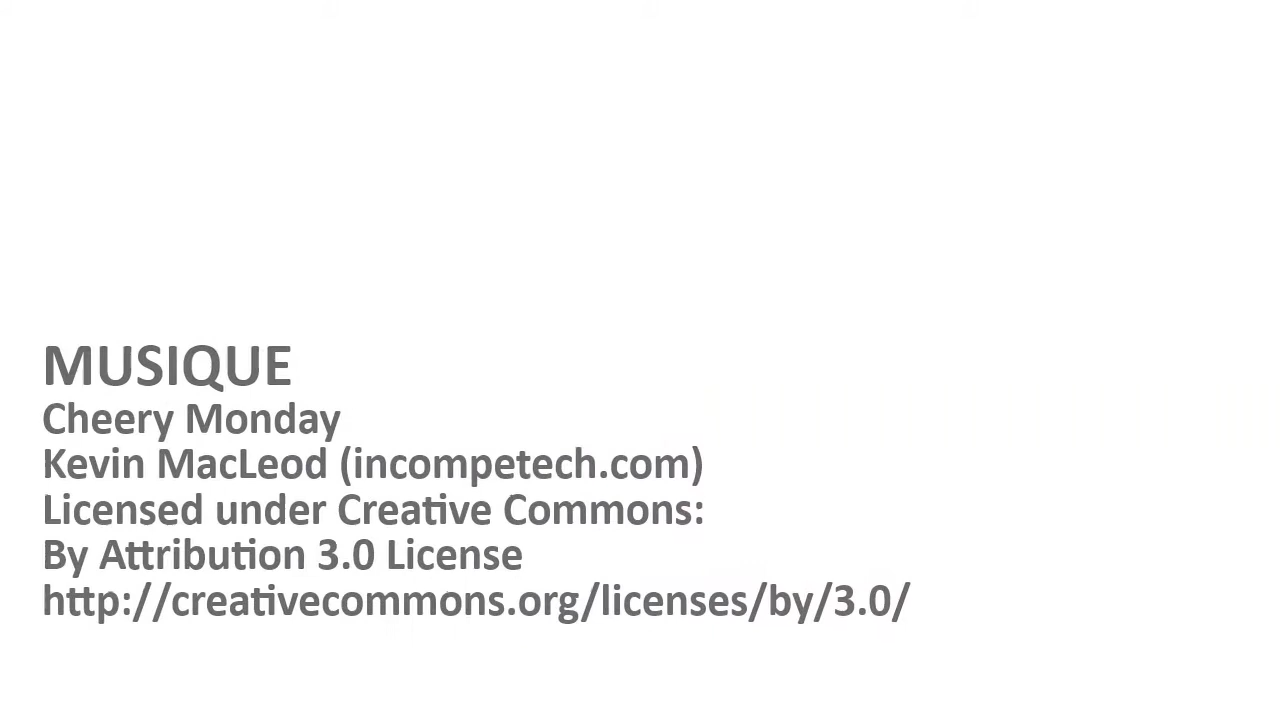 MUSIQUE
Cheery Monday
Kevin MacLeod (incompetech.com)
Licensed under Creative Commons:
By Attribution 3.0 License
http://creativecommons.org/licenses/by/3.0/